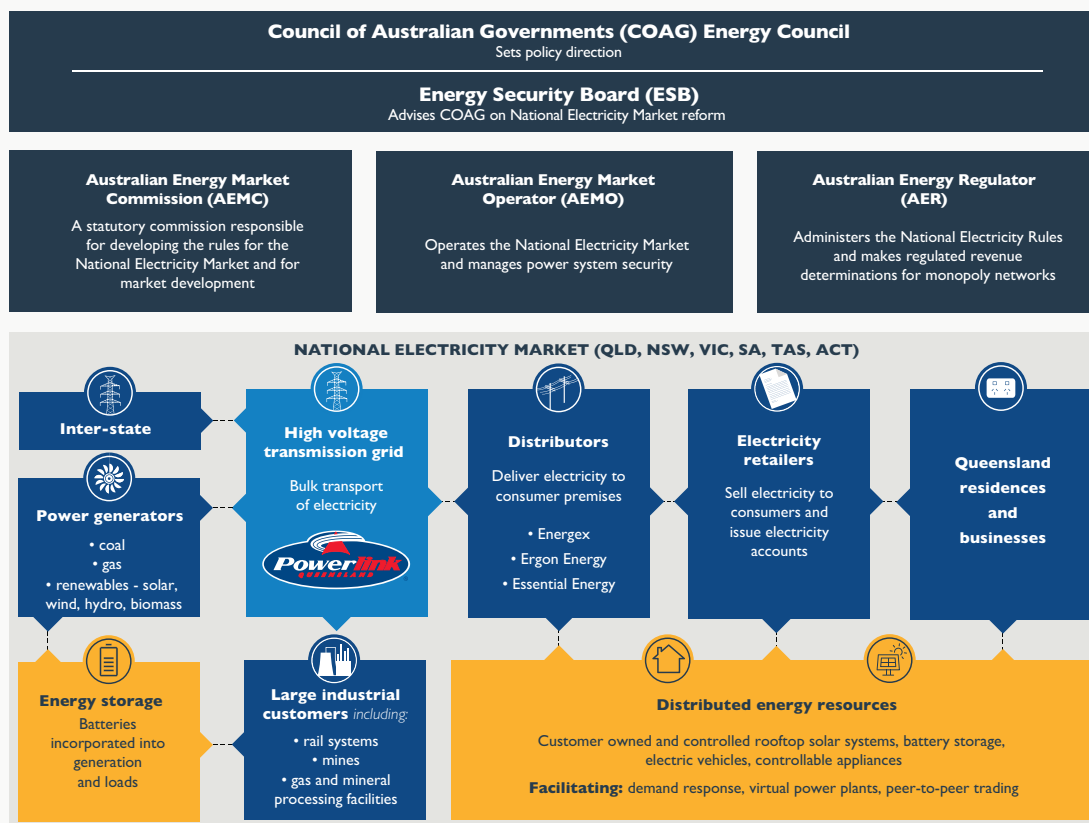 Council of Australian Governments (COAG) Energy Council
Sets policy direction
Energy Security Board (ESB)
Advises COAG on National Electricity Market reform
Australian Energy Market
Commission (AEMC)
A statutory commission responsible
for developing the rules for the
National Electricity Market and for
market development
Australian Energy Market
Operator (AEMO)
Operates the National Electricity Market
and manages power system security
Australian Energy Regulator
(AER)
Administers the National Electricity Rules
and makes regulated revenue
determinations for monopoly networks
NATIONAL ELECTRICITY MARKET (QLD, NSW, VIC, SA, TAS, ACT)
Inter-state
Power generators
• coal
• gas
• renewables - solar,
wind, hydro, biomass
High voltage
transmission grid
Bulk transport
of electricity
Powerlink
QUEENSLAND
Distributors
Deliver electricity to
consumer premises
• Energex
• Ergon Energy
• Essential Energy
Electricity
retailers
Sell electricity to
consumers and
issue electricity
accounts
Queensland
residences
and
businesses
Energy storage
Batteries
incorporated into
generation
and loads
Large industrial
customers including:
• rail systems
• mines
• gas and mineral
processing facilities
Distributed energy resources
Customer owned and controlled rooftop solar systems, battery storage,
electric vehicles, controllable appliances
Facilitating: demand response, virtual power plants, peer-to-peer trading